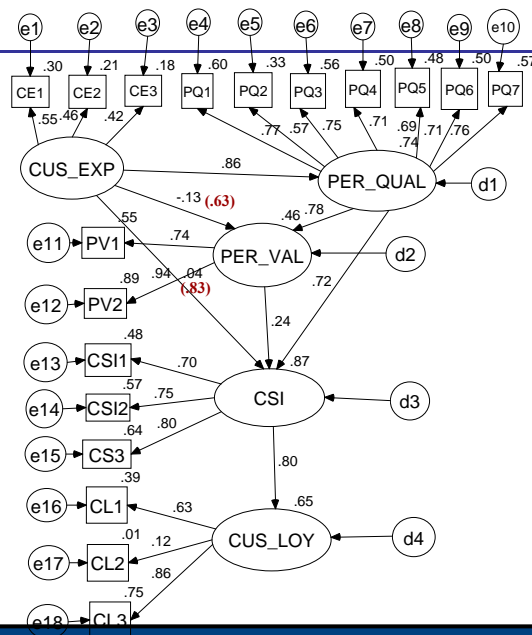 e1 e2 e3 e4 e5 e6 e7 e8 e9 e10
.30 .21 .18 .60 .33 .56 .50 .48 .50 .57
CE1 CE2 CE3 PQ1 PQ2 PQ3 PQ4 PQ5 PQ6 PQ7
.55 .46 .42 .77 .57 .75 .71 .69 .71 .76
.74
CUS_EXP .86 PER_QUAL d1
-.13 (.63) .46 .78
.55
e11 PV1 .74 PER_VAL d2
.89 .94 .04 .72
(.83)
e12 PV2
.24
.48
e13 CSI1 .70 .87
.57
e14 CSI2 .75 CSI d3
.64 .80
e15 CS3
.80
.39
e16 CL1 .63 .65
.01
e17 CL2 .12 CUS_LOY d4
.75 .86
e18 CL3